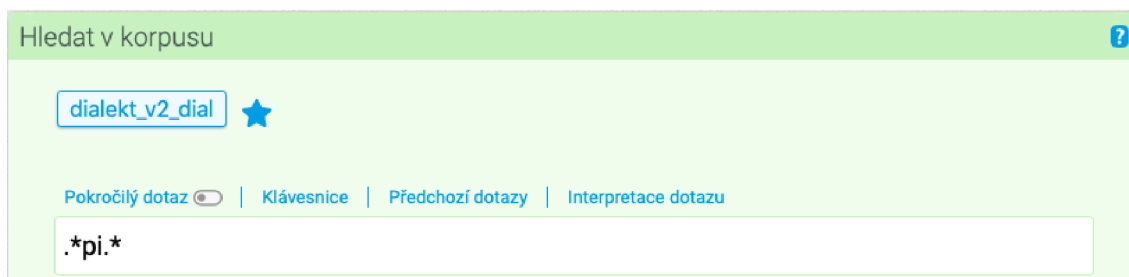 Hledat v korpusu ?
dialekt_v2_dial
Pokročilý dotaz | Klávesnice | Předchozí dotazy | Interpretace dotazu
.*pi.*